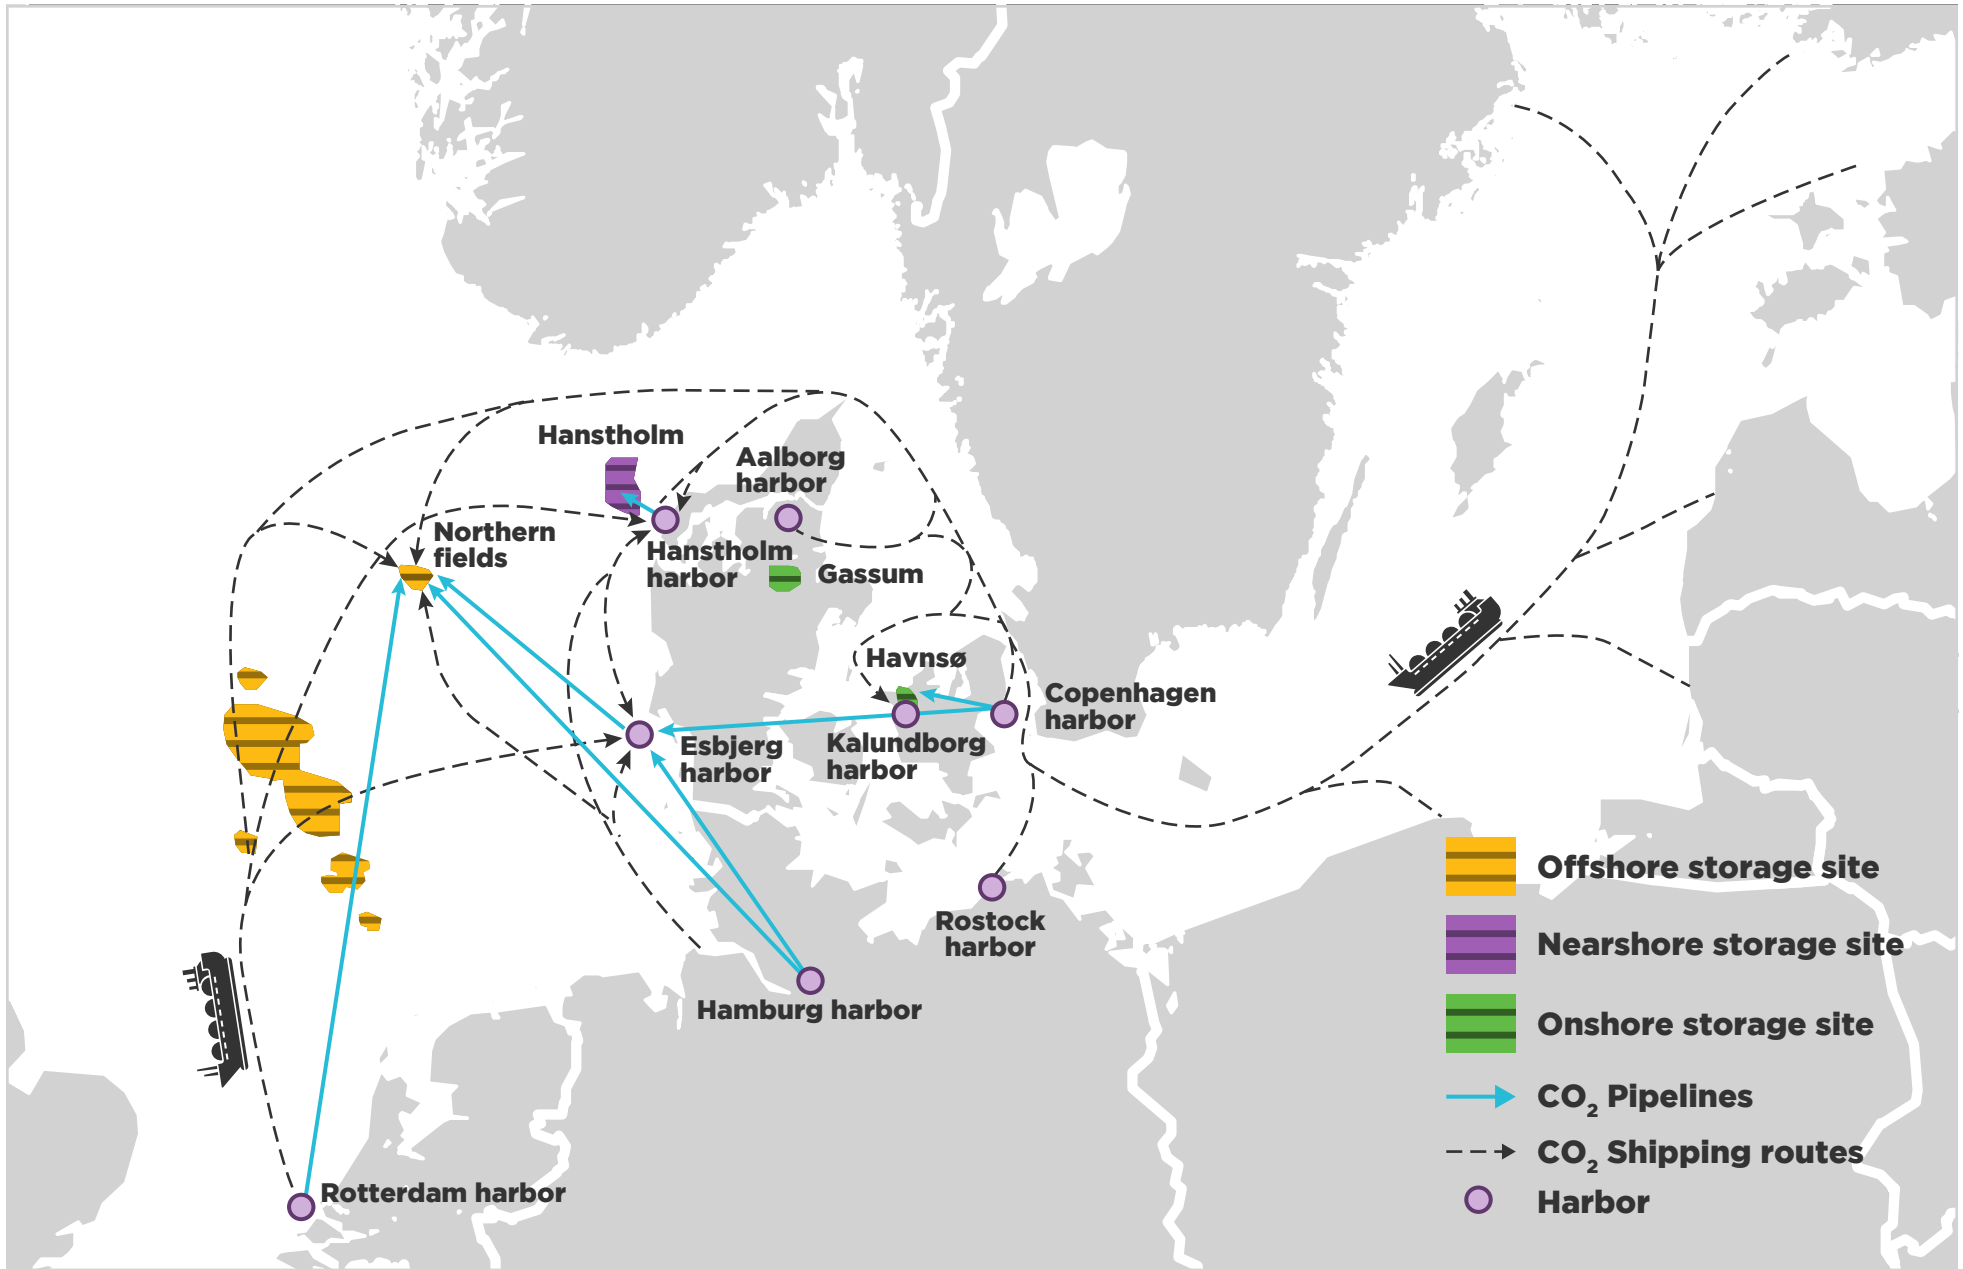 Hanstholm
Aalborg
harbor
Northern
fields
Hanstholm
harbor
Gassum
Havnsø
Copenhagen
harbor
Esbjerg
harbor
Kalundborg
harbor
Offshore storage site
Rostock
harbor
Nearshore storage site
Hamburg harbor
Onshore storage site
CO₂ Pipelines
CO₂ Shipping routes
Rotterdam harbor
Harbor